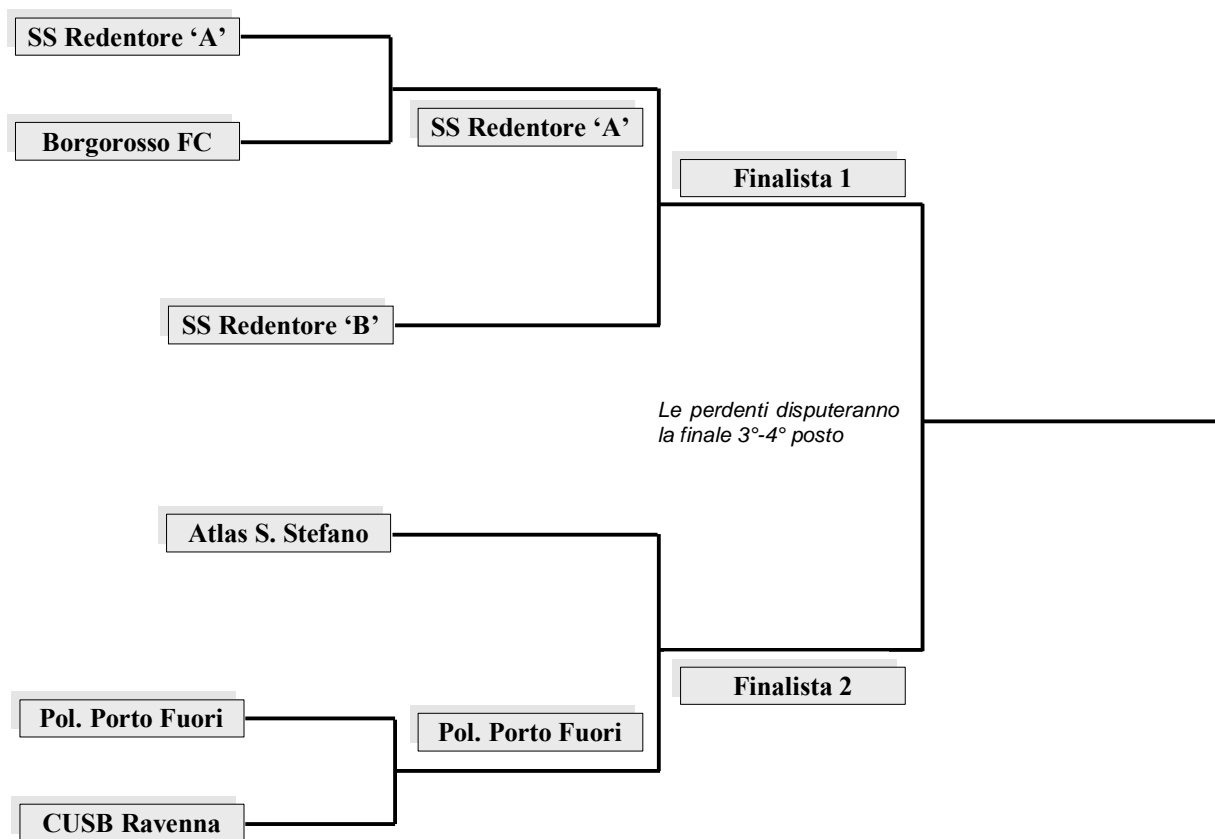 SS Redentore ‘A’
Borgorosso FC
SS Redentore ‘A’
Finalista 1
SS Redentore ‘B’
Le perdenti disputeranno
la finale 3°-4° posto
Atlas S. Stefano
Finalista 2
Pol. Porto Fuori
Pol. Porto Fuori
CUSB Ravenna